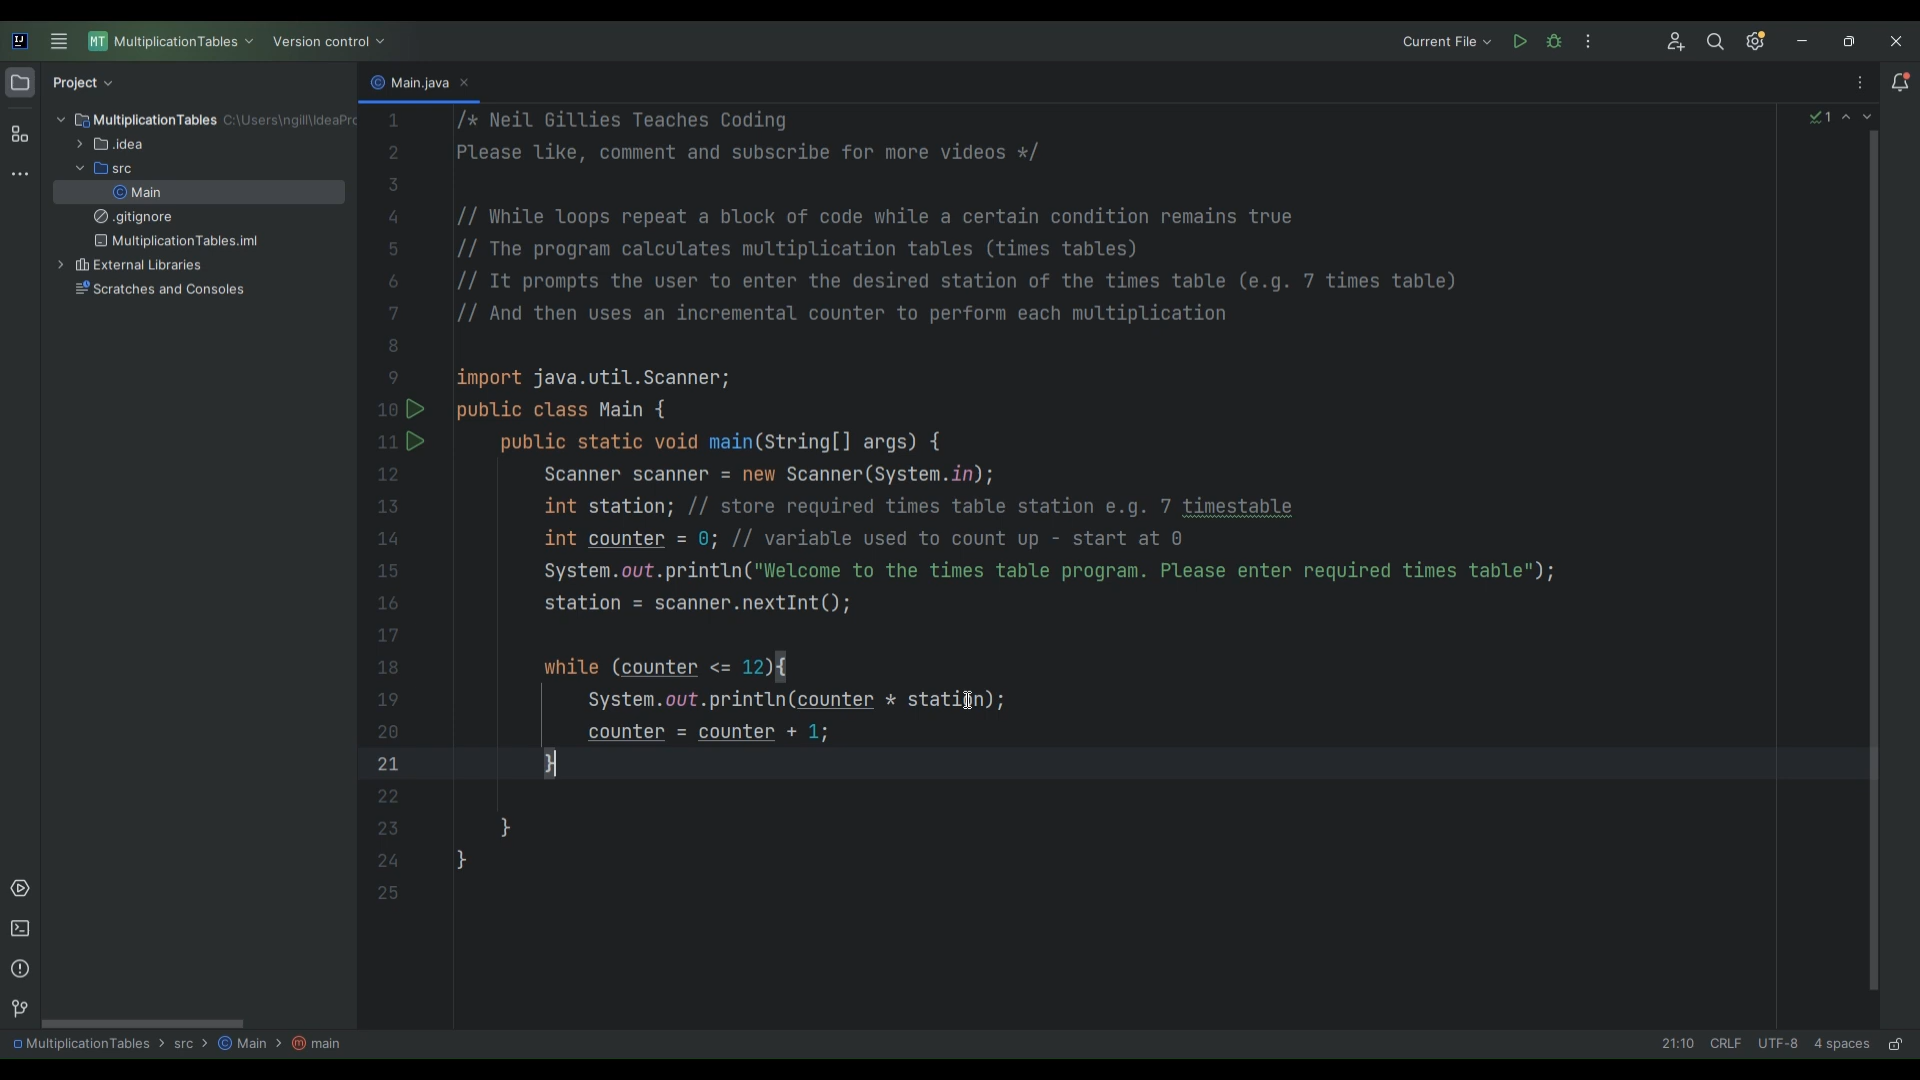 IJ
MT MultiplicationTables
Version control
Current File
Project
Main.java
MultiplicationTables C:\Users\ngill\IdeaPro
.idea
src
Main
.gitignore
MultiplicationTables.iml
External Libraries
Scratches and Consoles
1
1 /* Neil Gillies Teaches Coding
2 Please like, comment and subscribe for more videos */
3
4 // While loops repeat a block of code while a certain condition remains true
5 // The program calculates multiplication tables (times tables)
6 // It prompts the user to enter the desired station of the times table (e.g. 7 times table)
7 // And then uses an incremental counter to perform each multiplication
8
9 import java.util.Scanner;
10 public class Main {
11 public static void main(String[] args) {
12 Scanner scanner = new Scanner(System.in);
13 int station; // store required times table station e.g. 7 timestable
14 int counter = 0; // variable used to count up - start at 0
15 System.out.println("Welcome to the times table program. Please enter required times table");
16 station = scanner.nextInt();
17
18 while (counter <= 12){
19 System.out.println(counter * station);
20 counter = counter + 1;
21 }
22
23 }
24 }
25
MultiplicationTables > src > Main > main
21:10 CRLF UTF-8 4 spaces